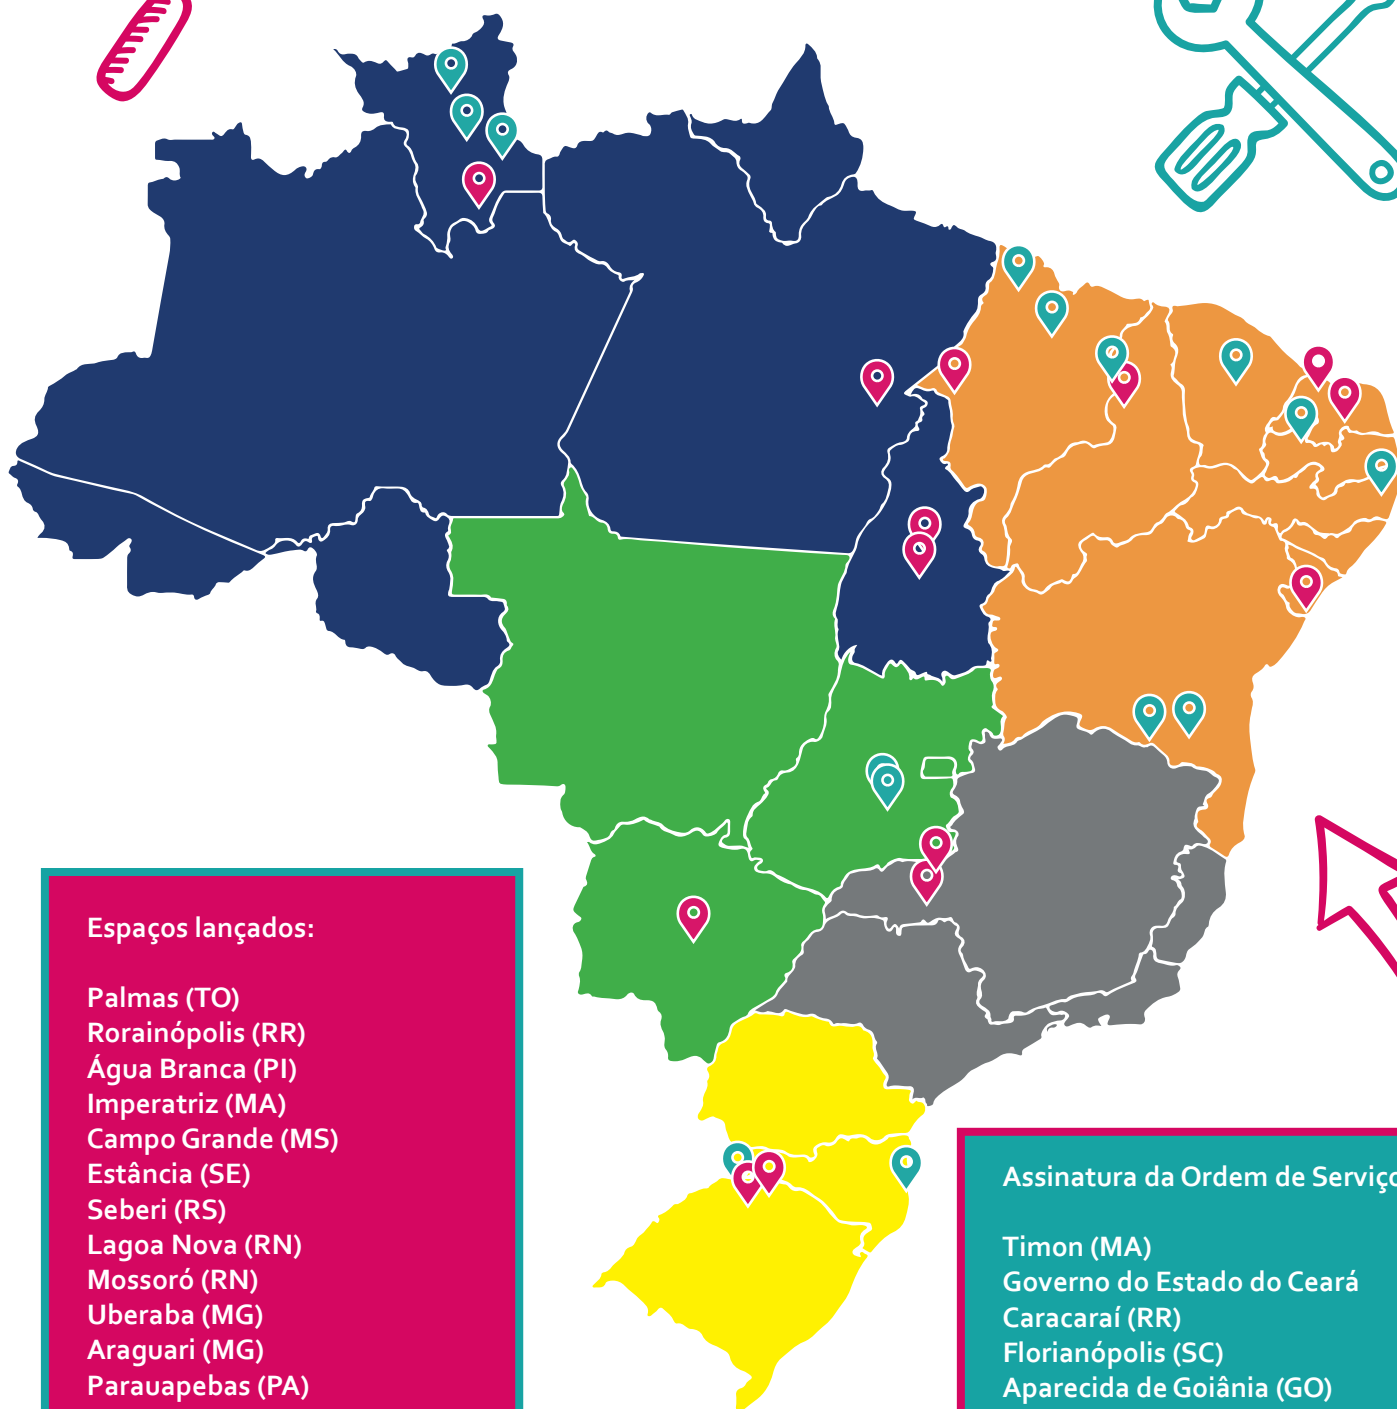 Espaços lançados:
Palmas (TO)
Rorainópolis (RR)
Água Branca (PI)
Imperatriz (MA)
Campo Grande (MS)
Estância (SE)
Seberi (RS)
Lagoa Nova (RN)
Mossoró (RN)
Uberaba (MG)
Araguari (MG)
Parauapebas (PA)
Assinatura da Ordem de Serviço
Timon (MA)
Governo do Estado do Ceará
Caracaraí (RR)
Florianópolis (SC)
Aparecida de Goiânia (GO)